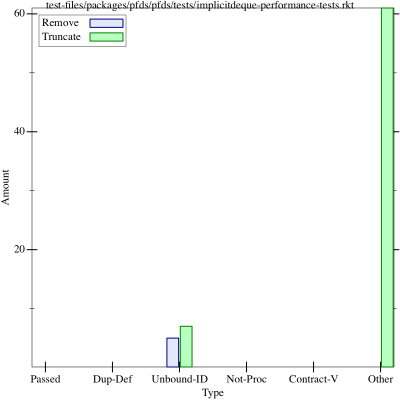 test-files/packages/pfds/pfds/tests/implicitdeque-performance-tests.rkt
Remove
Truncate
60
40
20
Amount
Passed Dup-Def Unbound-ID Not-Proc Contract-V Other
Type